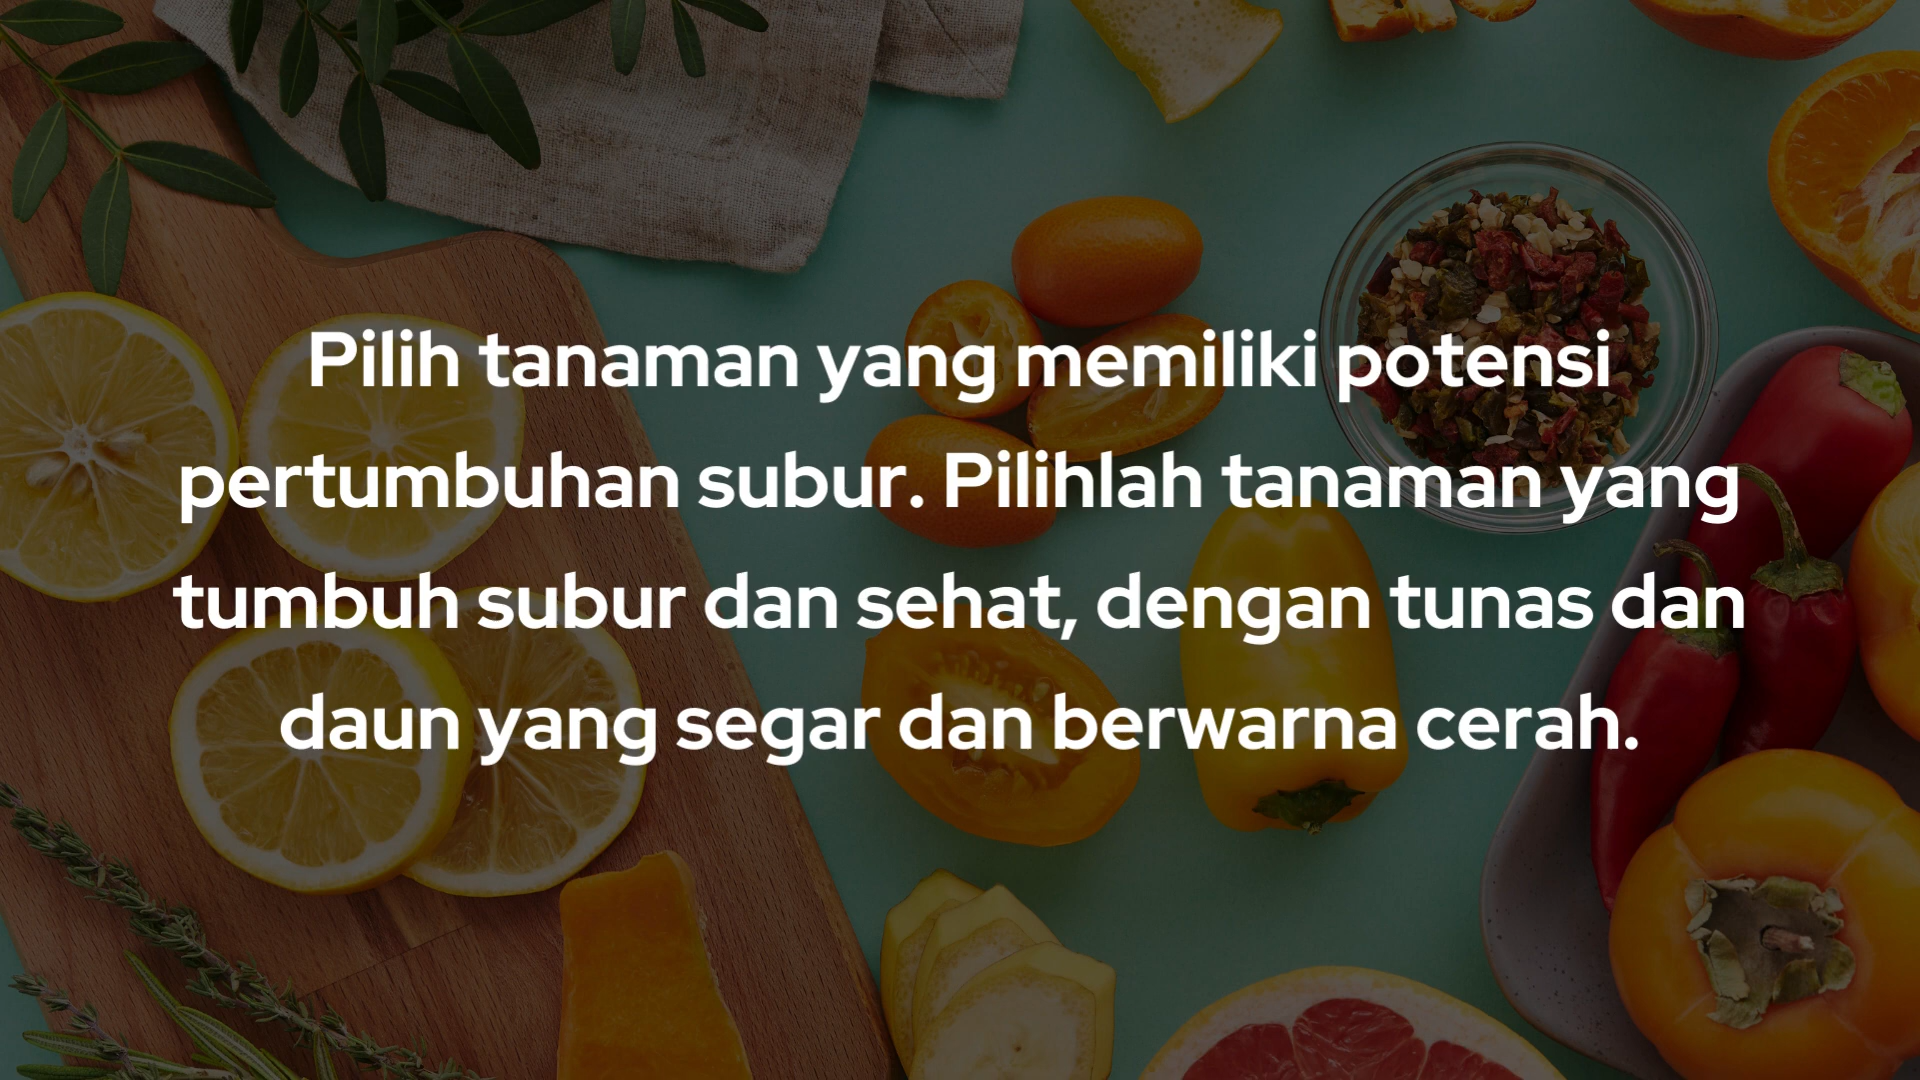 Pilih tanaman yang memiliki potensi
pertumbuhan subur. Pilihlah tanaman yang
tumbuh subur dan sehat, dengan tunas dan
daun yang segar dan berwarna cerah.